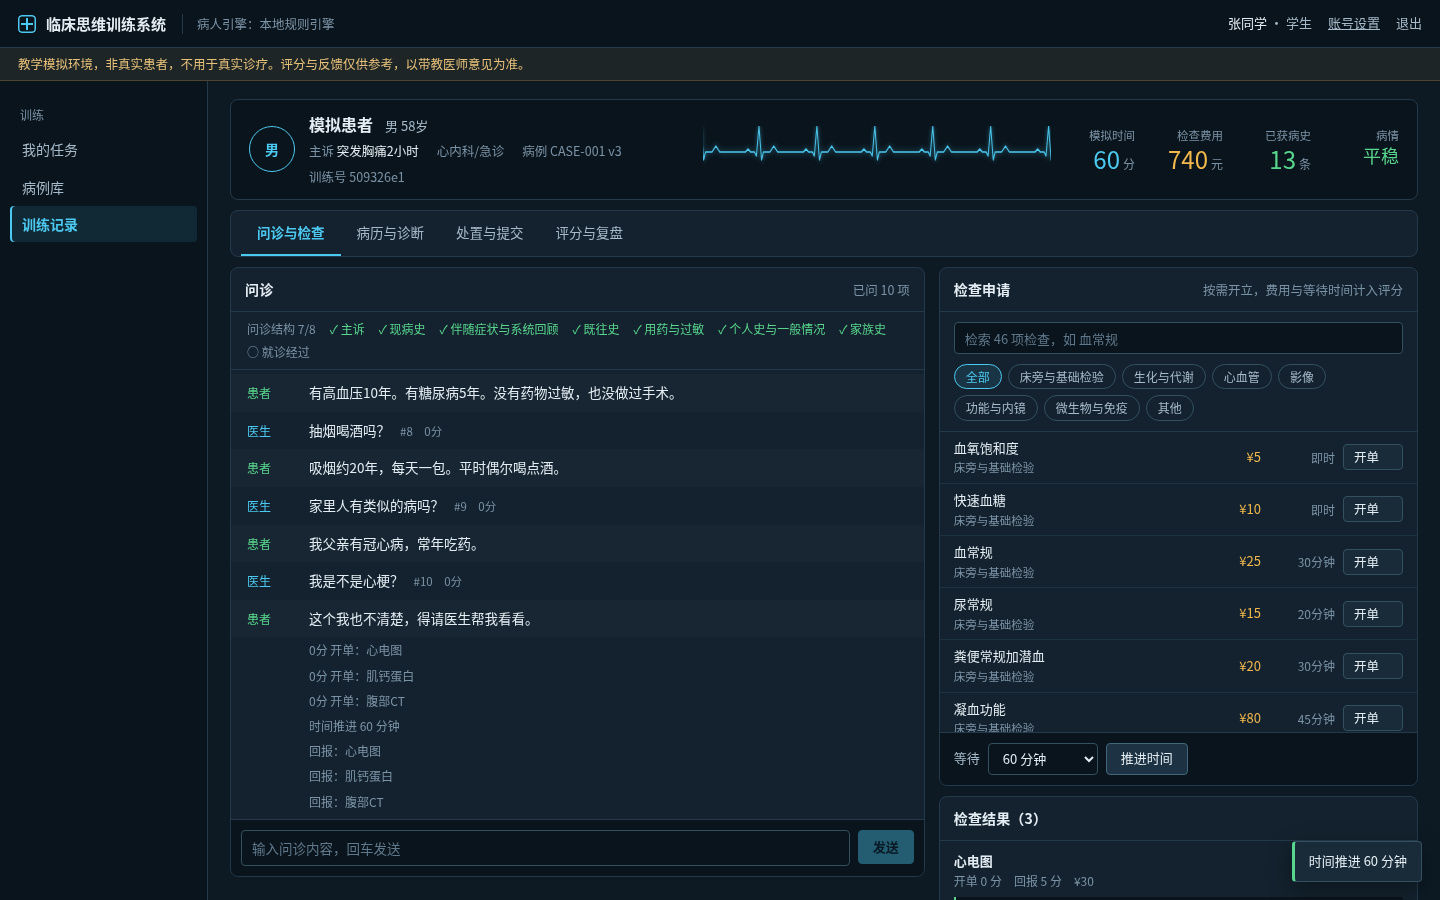 临床思维训练系统
病人引擎：本地规则引擎
张同学 · 学生 账号设置 退出
教学模拟环境，非真实患者，不用于真实诊疗。评分与反馈仅供参考，以带教医师意见为准。
训练
我的任务
病例库
训练记录
男
模拟患者 男 58岁
主诉 突发胸痛2小时 心内科/急诊 病例 CASE-001 v3
训练号 509326e1
模拟时间
60 分
检查费用
740 元
已获病史
13 条
病情
平稳
问诊与检查 病历与诊断 处置与提交 评分与复盘
问诊 已问 10 项
问诊结构 7/8 ✓主诉 ✓现病史 ✓伴随症状与系统回顾 ✓既往史 ✓用药与过敏 ✓个人史与一般情况 ✓家族史
○ 就诊经过
患者 有高血压10年。有糖尿病5年。没有药物过敏，也没做过手术。
医生 抽烟喝酒吗？ #8 0分
患者 吸烟约20年，每天一包。平时偶尔喝点酒。
医生 家里人有类似的病吗？ #9 0分
患者 我父亲有冠心病，常年吃药。
医生 我是不是心梗？ #10 0分
患者 这个我也不清楚，得请医生帮我看看。
0分 开单：心电图
0分 开单：肌钙蛋白
0分 开单：腹部CT
时间推进 60 分钟
回报：心电图
回报：肌钙蛋白
回报：腹部CT
输入问诊内容，回车发送 发送
检查申请 按需开立，费用与等待时间计入评分
检索 46 项检查，如 血常规
全部 床旁与基础检验 生化与代谢 心血管 影像
功能与内镜 微生物与免疫 其他
血氧饱和度 ¥5 即时 开单
床旁与基础检验
快速血糖 ¥10 即时 开单
床旁与基础检验
血常规 ¥25 30分钟 开单
床旁与基础检验
尿常规 ¥15 20分钟 开单
床旁与基础检验
粪便常规加潜血 ¥20 30分钟 开单
床旁与基础检验
凝血功能 ¥80 45分钟 开单
床旁与基础检验
等待 60 分钟 推进时间
检查结果（3）
心电图
开单 0 分 回报 5 分 ¥30
时间推进 60 分钟